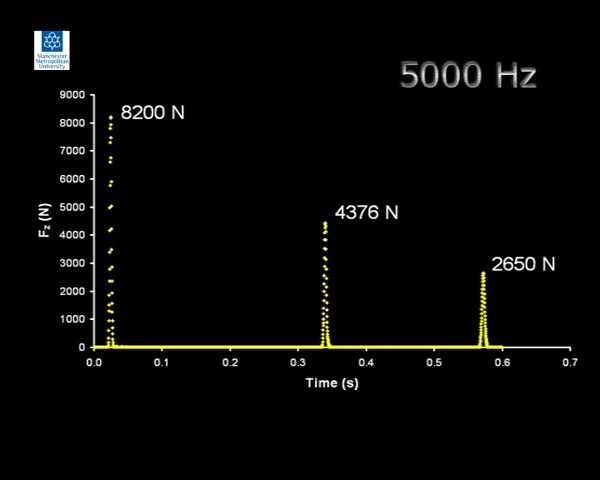 Manchester
Metropolitan
University
5000 Hz
9000
8000
7000
6000
5000
4000
3000
2000
1000
0
Fz (N)
8200 N
4376 N
2650 N
0.0 0.1 0.2 0.3 0.4 0.5 0.6 0.7
Time (s)